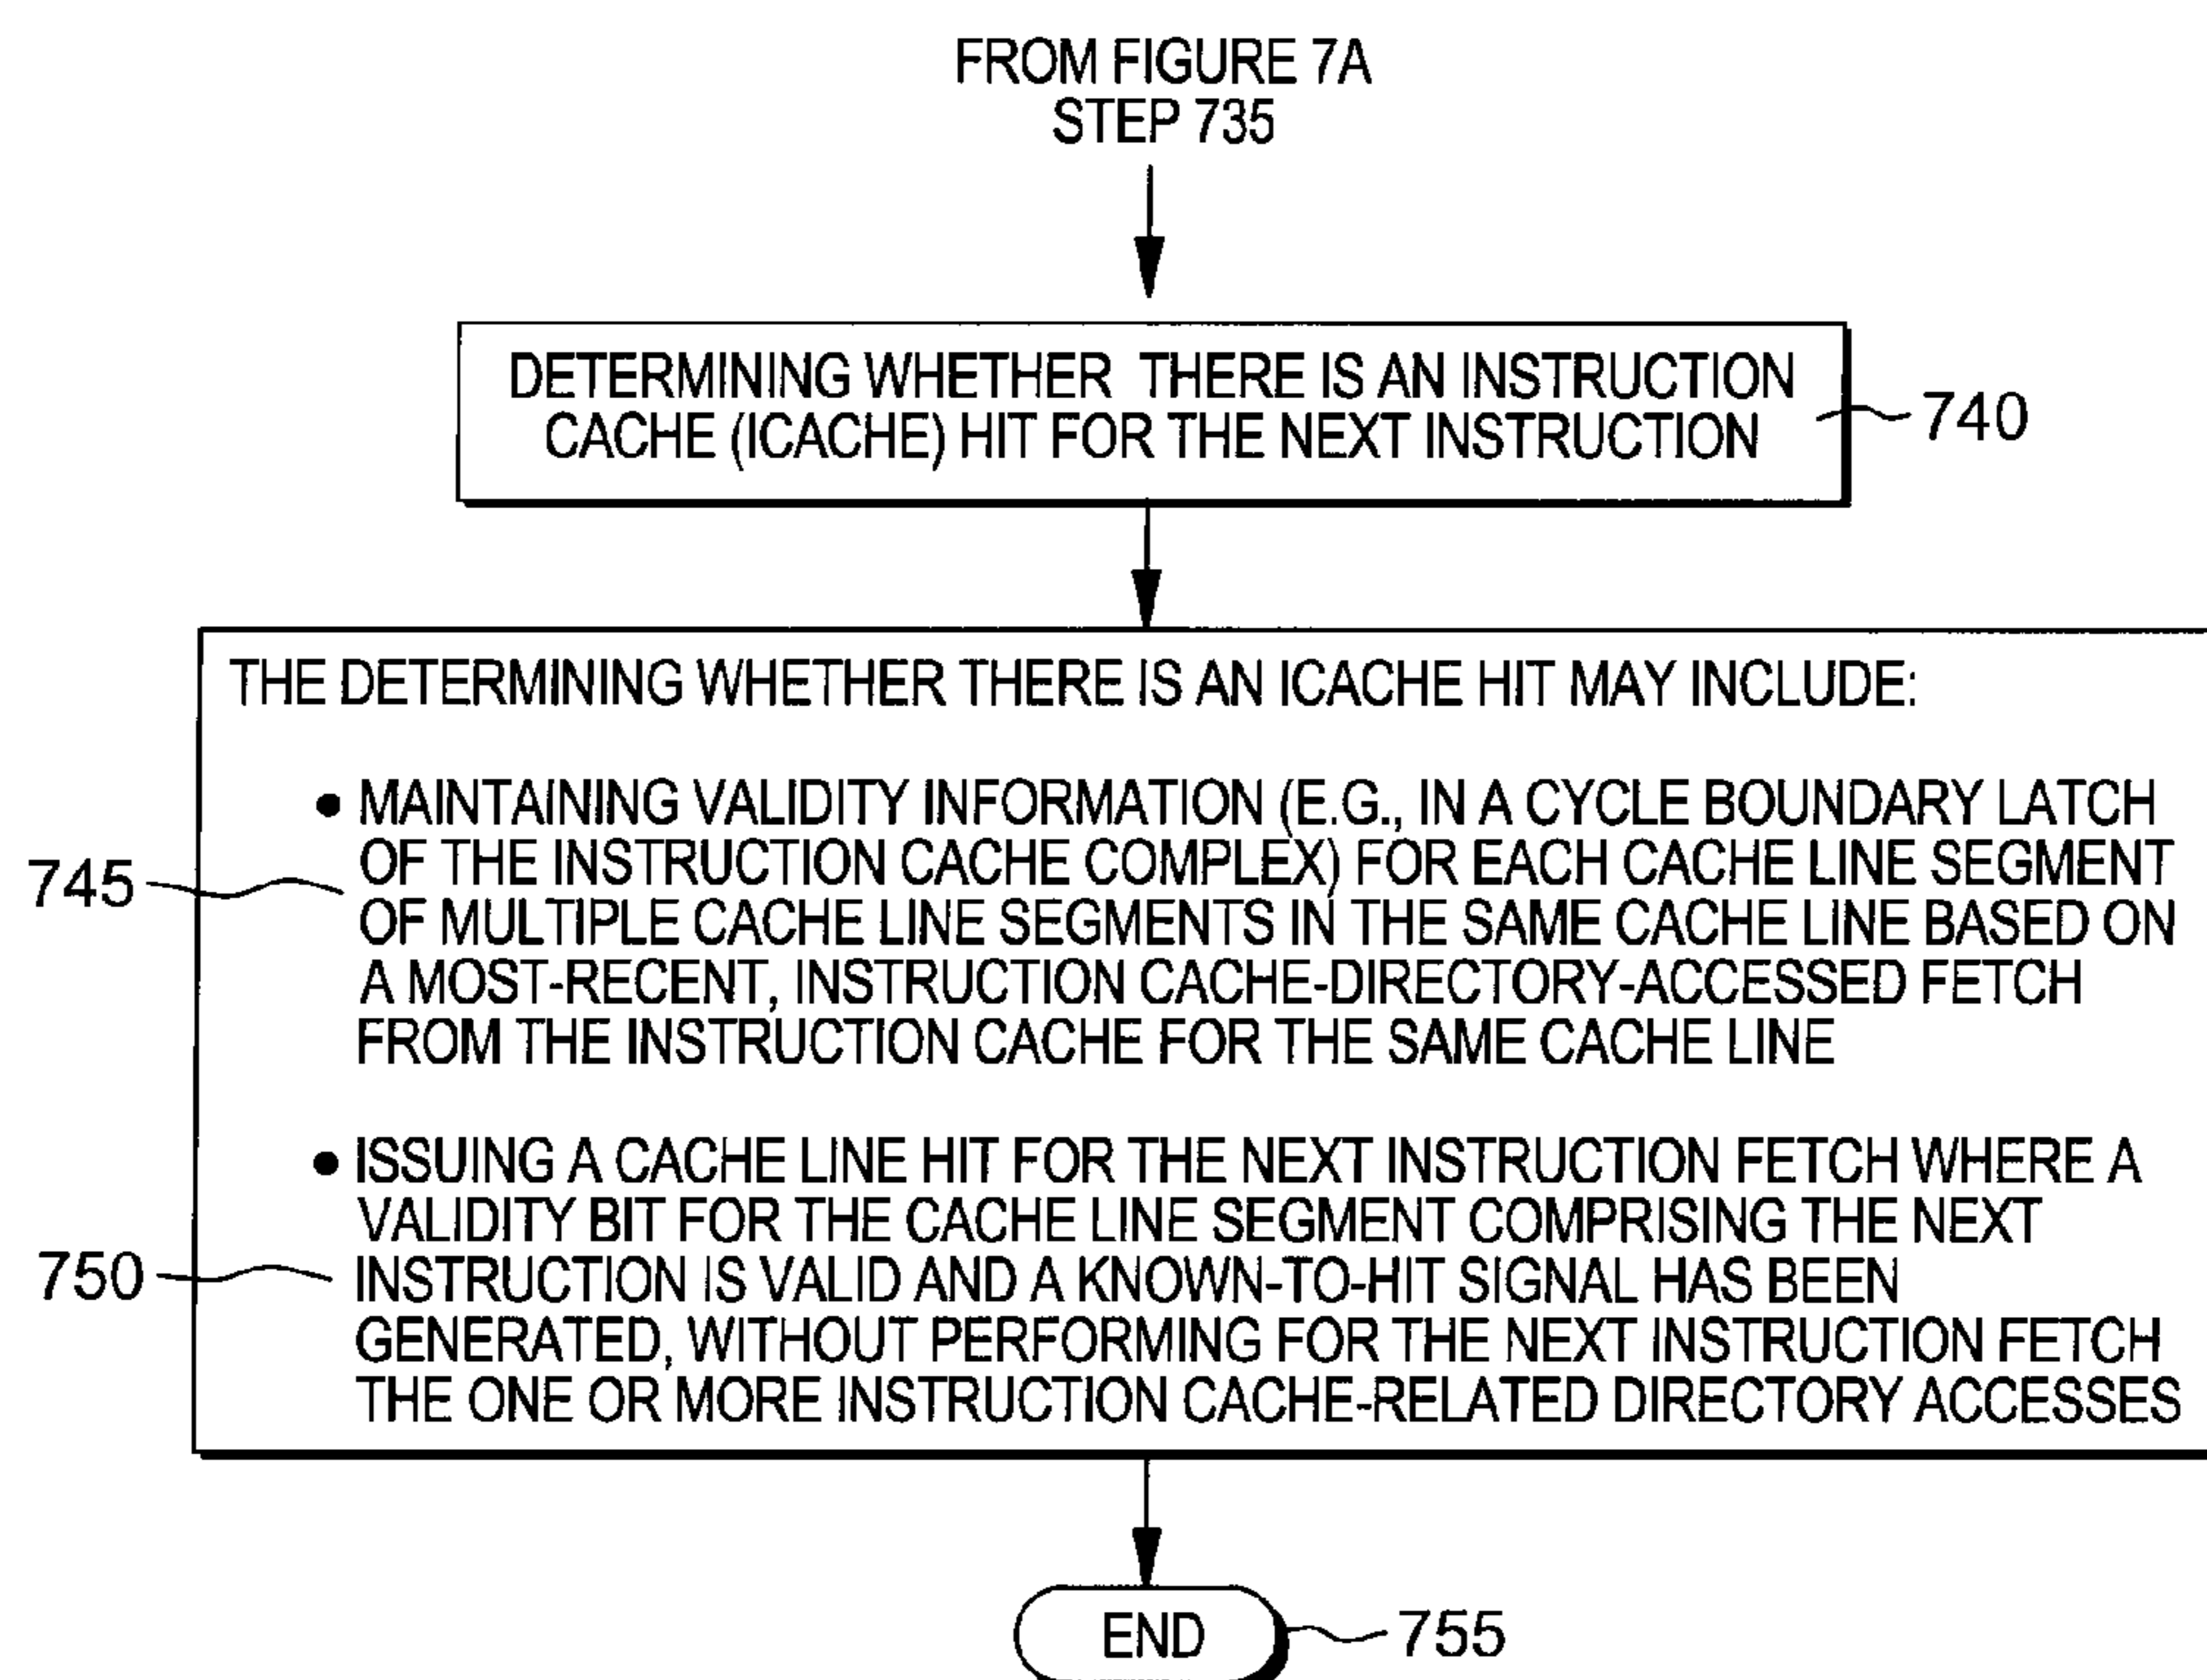 FROM FIGURE 7A
STEP 735
DETERMINING WHETHER THERE IS AN INSTRUCTION
CACHE (ICACHE) HIT FOR THE NEXT INSTRUCTION
740
THE DETERMINING WHETHER THERE IS AN ICACHE HIT MAY INCLUDE:
• MAINTAINING VALIDITY INFORMATION (E.G., IN A CYCLE BOUNDARY LATCH
OF THE INSTRUCTION CACHE COMPLEX) FOR EACH CACHE LINE SEGMENT
OF MULTIPLE CACHE LINE SEGMENTS IN THE SAME CACHE LINE BASED ON
A MOST-RECENT, INSTRUCTION CACHE-DIRECTORY-ACCESSED FETCH
FROM THE INSTRUCTION CACHE FOR THE SAME CACHE LINE
745
• ISSUING A CACHE LINE HIT FOR THE NEXT INSTRUCTION FETCH WHERE A
VALIDITY BIT FOR THE CACHE LINE SEGMENT COMPRISING THE NEXT
INSTRUCTION IS VALID AND A KNOWN-TO-HIT SIGNAL HAS BEEN
GENERATED, WITHOUT PERFORMING FOR THE NEXT INSTRUCTION FETCH
THE ONE OR MORE INSTRUCTION CACHE-RELATED DIRECTORY ACCESSES
750
END
755